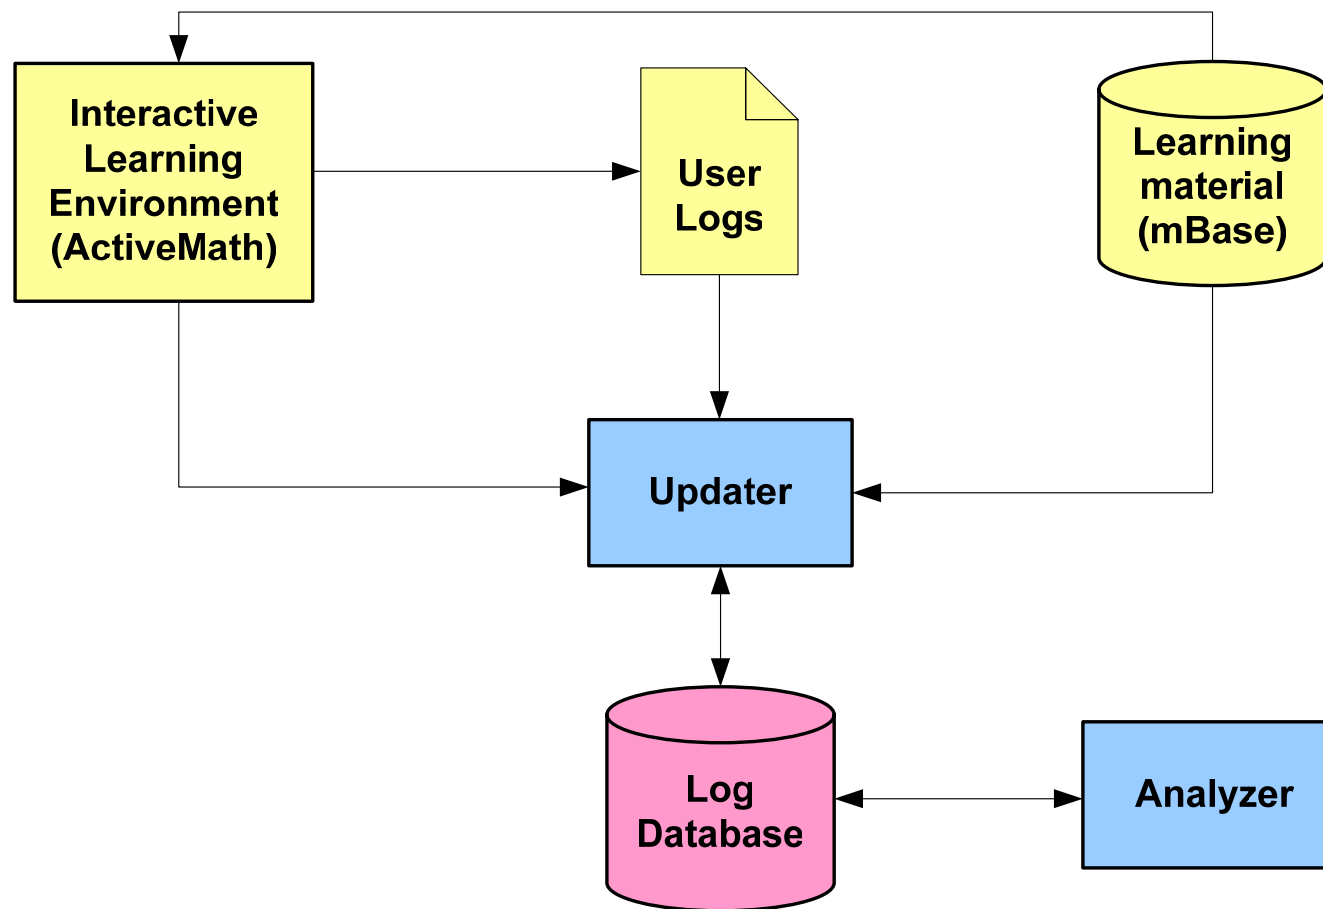 Interactive
Learning
Environment
(ActiveMath)
User
Logs
Learning
material
(mBase)
Updater
Log
Database
Analyzer